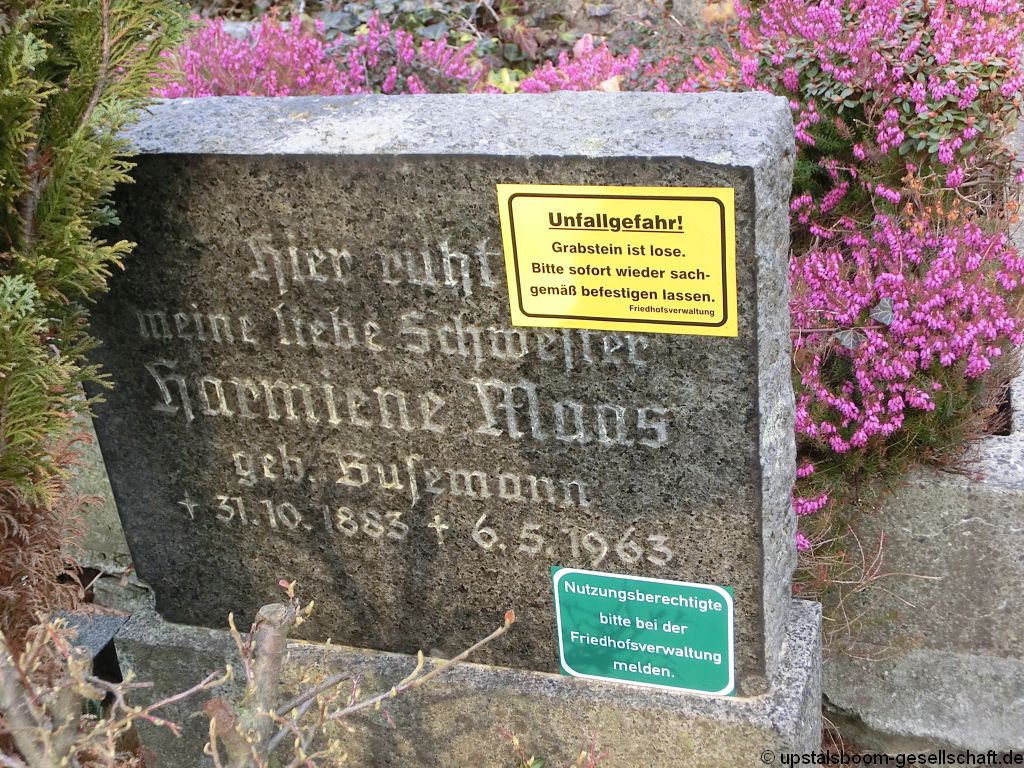 Hier ruht
meine liebe Schwester
Harmiene Maas
geb. Busemann
+ 31.10.1883 + 6.5.1963
Unfallgefahr!
Grabstein ist lose.
Bitte sofort wieder sach-
gemäß befestigen lassen.
Friedhofsverwaltung
Nutzungsberechtigte
bitte bei der
Friedhofsverwaltung
melden.
© upstalsboom-gesellschaft.de